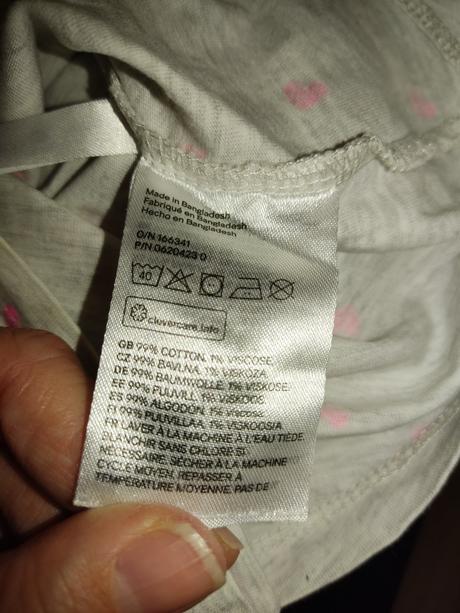 Made in Bangladesh
Fabriqué en Bangladesh
Hecho en Bangladesh
O/N 166341
P/N 0620423 0
40
clevercare.info
GB 99% COTTON, 1% VISCOSE,
CZ 99% BAVLNA, 1% VISKÓZA
DE 99% BAUMWOLLE, 1% VISKOSE
EE 99% PUUVILL, 1% VISKOOS
ES 99% ALGODÓN, 1% Viscosa
FI 99% PUUVILLAA, 1% VISKOOSIA
FR LAVER À LA MACHINE À L'EAU TIÈDE.
BLANCHIR SANS CHLORE SI
NÉCESSAIRE. SÉCHER À LA MACHINE
CYCLE MOYEN. REPASSER À
TEMPÉRATURE MOYENNE. PAS DE